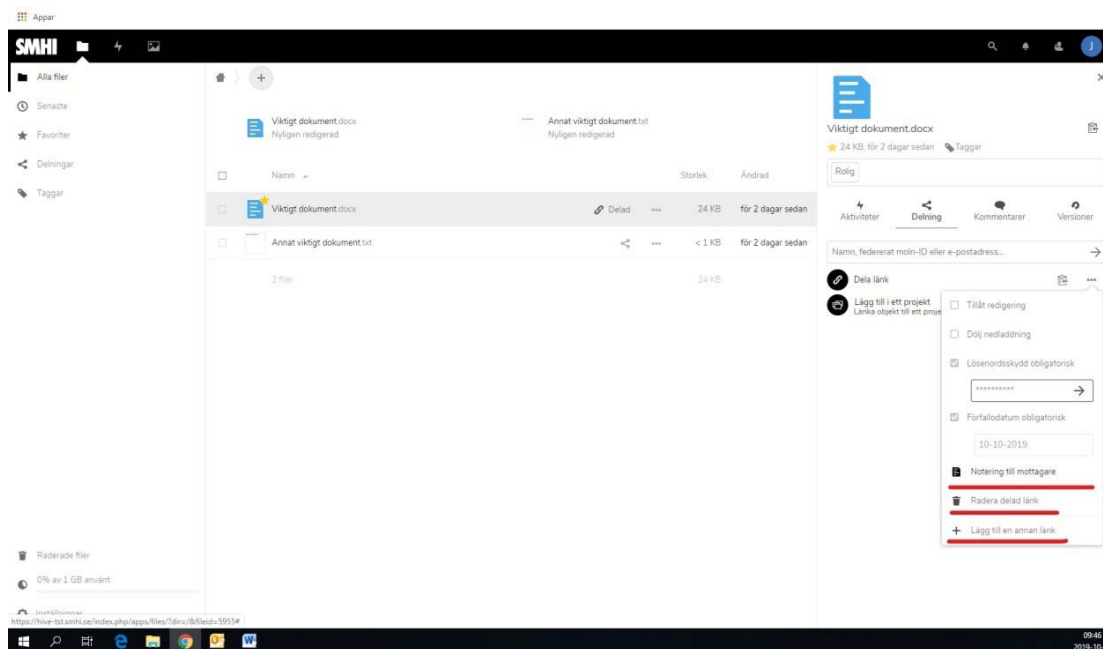 Appar
SMHI
J
Alla filer
Senaste
Favoriter
Delningar
Taggar
Raderade filer
0% av 1 GB använt
Inställningar
https://hive-tst.smhi.se/index.php/apps/files/?dir=/&fileid=5955#
Viktigt dokument.docx
Nyligen redigerad
Annat viktigt dokument.txt
Nyligen redigerad
Namn
Storlek
Ändrad
Viktigt dokument.docx
Delad
24 KB
för 2 dagar sedan
Annat viktigt dokument.txt
< 1 KB
för 2 dagar sedan
2 filer
24 KB
Viktigt dokument.docx
24 KB, för 2 dagar sedan
Taggar
Rolig
Aktiviteter
Delning
Kommentarer
Versioner
Namn, federerat moln-ID eller e-postadress...
Dela länk
Lägg till i ett projekt
Länka objekt till ett proje
Tillåt redigering
Dölj nedladdning
Lösenordsskydd obligatorisk
**********
Förfallodatum obligatorisk
10-10-2019
Notering till mottagare
Radera delad länk
Lägg till en annan länk
09:46
2019-10-